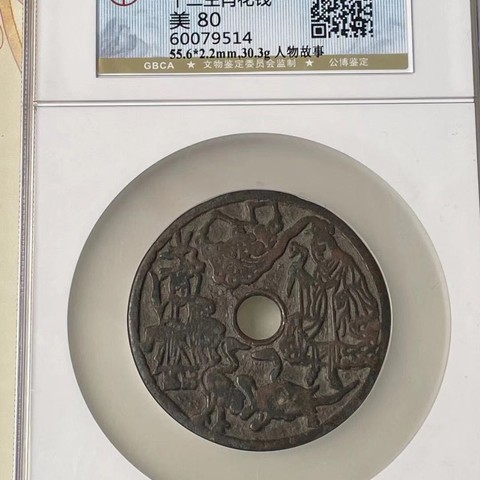 十二生肖花钱
美 80
60079514
55.6*2.2mm,30.3g 人物故事
GBCA ★ 文物鉴定委员会监制 ★ 公博鉴定